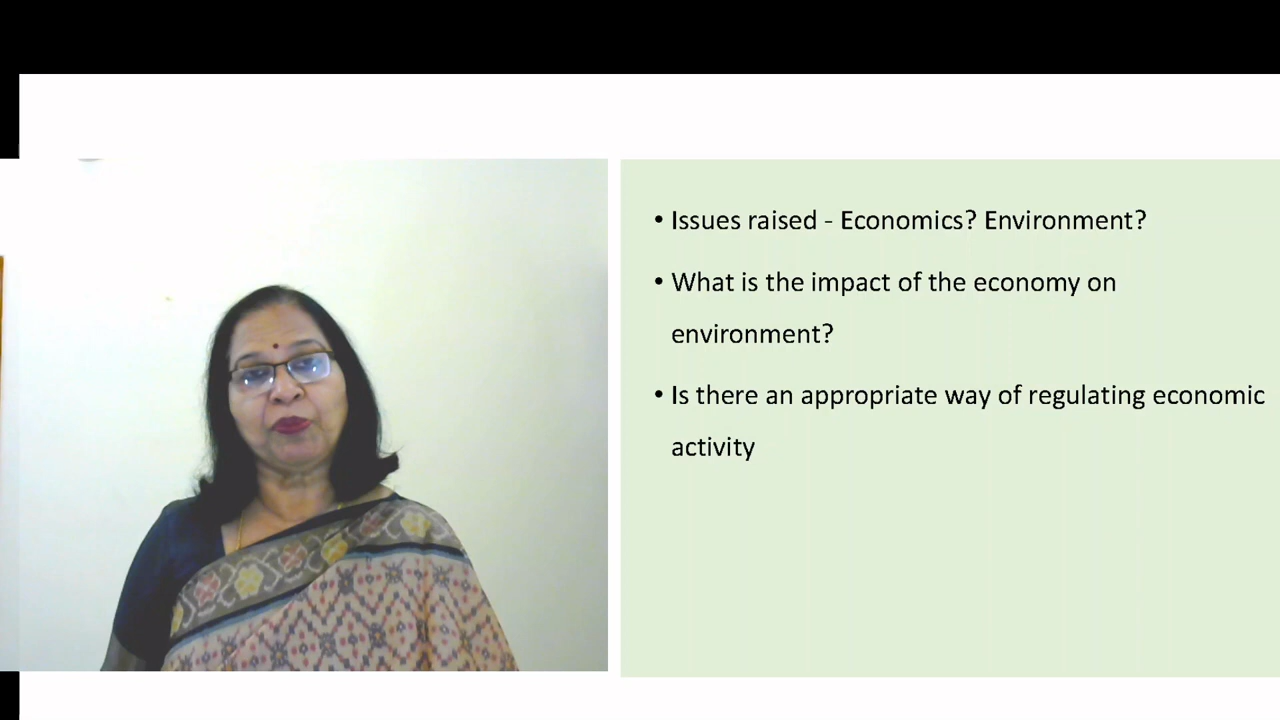 • Issues raised - Economics? Environment?
• What is the impact of the economy on
environment?
• Is there an appropriate way of regulating economic
activity